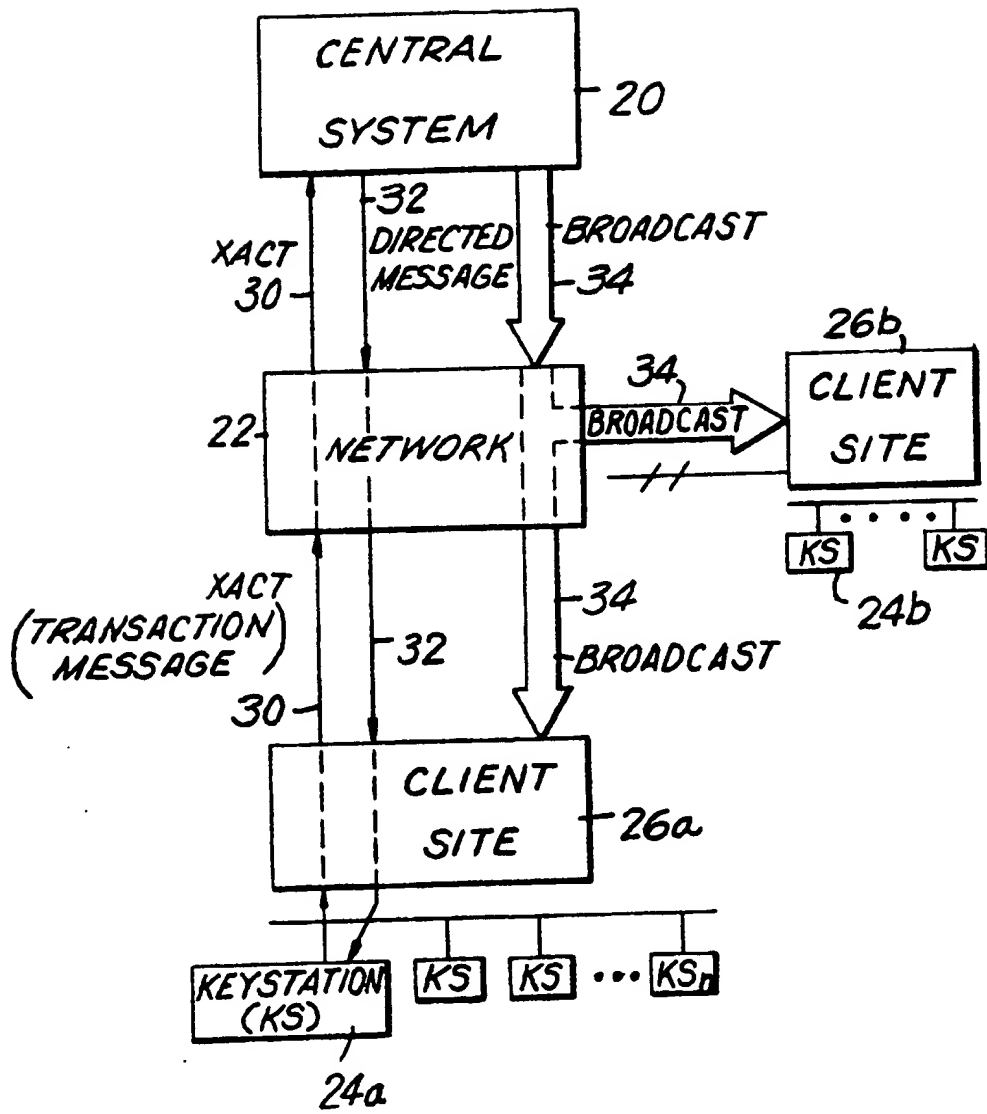 CENTRAL
SYSTEM
20
32
DIRECTED
MESSAGE
BROADCAST
34
XACT
30
26b
CLIENT
SITE
34
BROADCAST
22
NETWORK
KS
KS
24b
XACT
(TRANSACTION
MESSAGE)
30
32
34
BROADCAST
CLIENT
SITE
26a
KEYSTATION
(KS)
KS
KS
KSn
24a